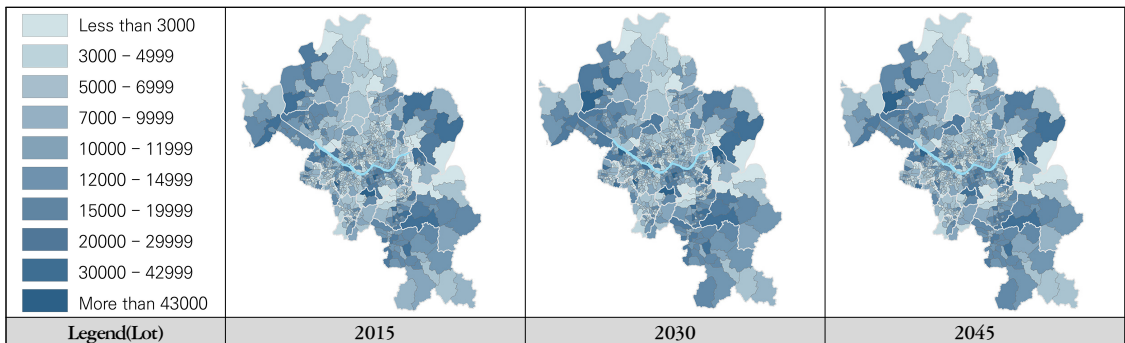 Less than 3000
3000 – 4999
5000 – 6999
7000 – 9999
10000 – 11999
12000 – 14999
15000 – 19999
20000 – 29999
30000 – 42999
More than 43000
Legend(Lot) 2015 2030 2045